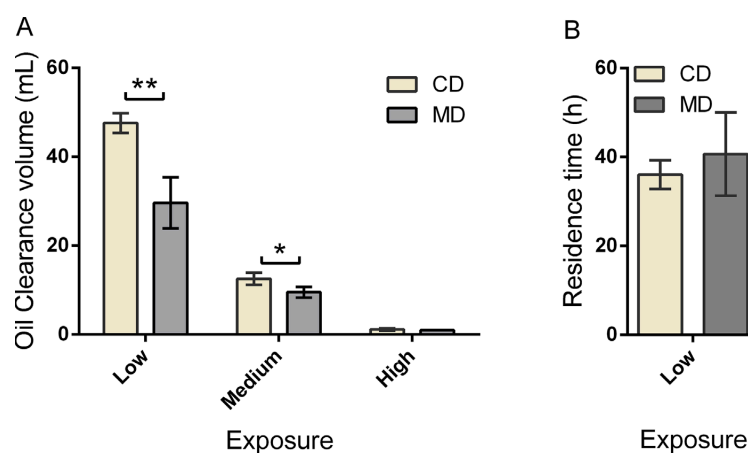 A
Oil Clearance volume (mL)
60
40
20
0
**
*
CD
MD
Low
Medium
High
Exposure
B
Residence time (h)
60
40
20
0
CD
MD
Low
Exposure